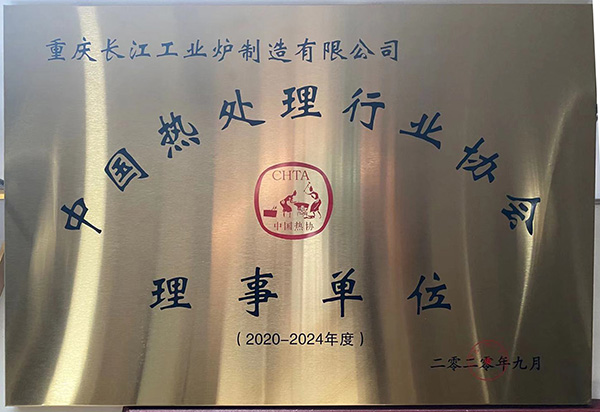 重庆长江工业炉制造有限公司
中国热处理行业协会
CHTA
中国热协
理事单位
（2020-2024年度）
二零二零年九月